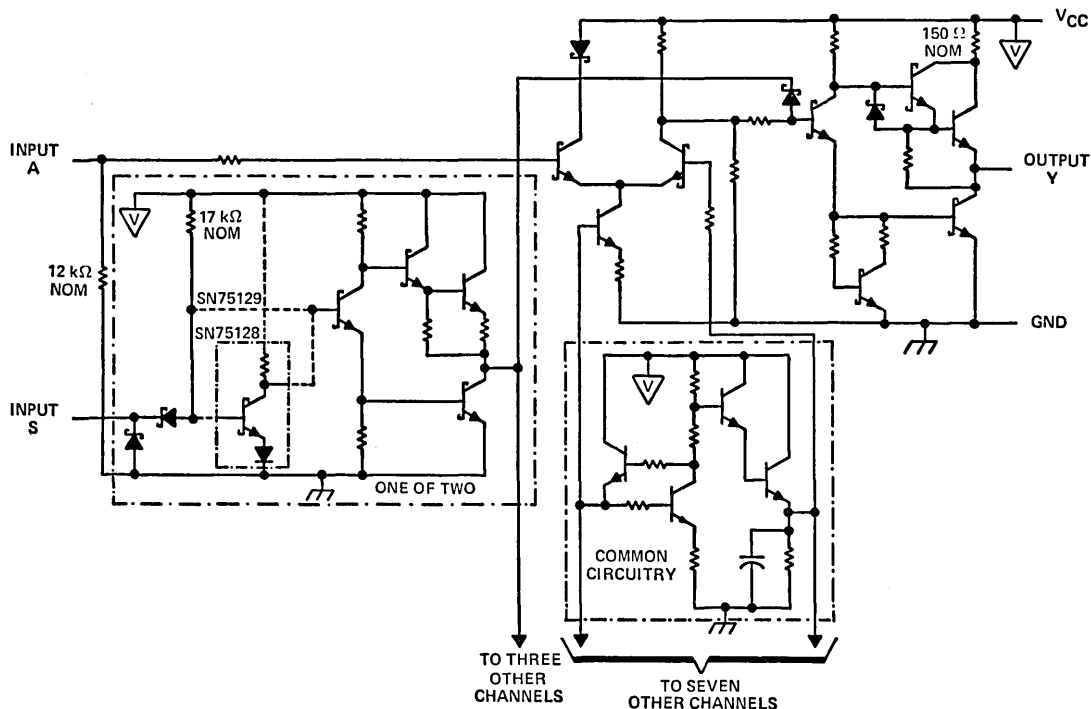 VCC
V
150 Ω
NOM
INPUT
A
OUTPUT
Y
V
17 kΩ
NOM
12 kΩ
NOM
SN75129
SN75128
GND
INPUT
S
V
ONE OF TWO
COMMON
CIRCUITRY
TO THREE
OTHER
CHANNELS
TO SEVEN
OTHER CHANNELS